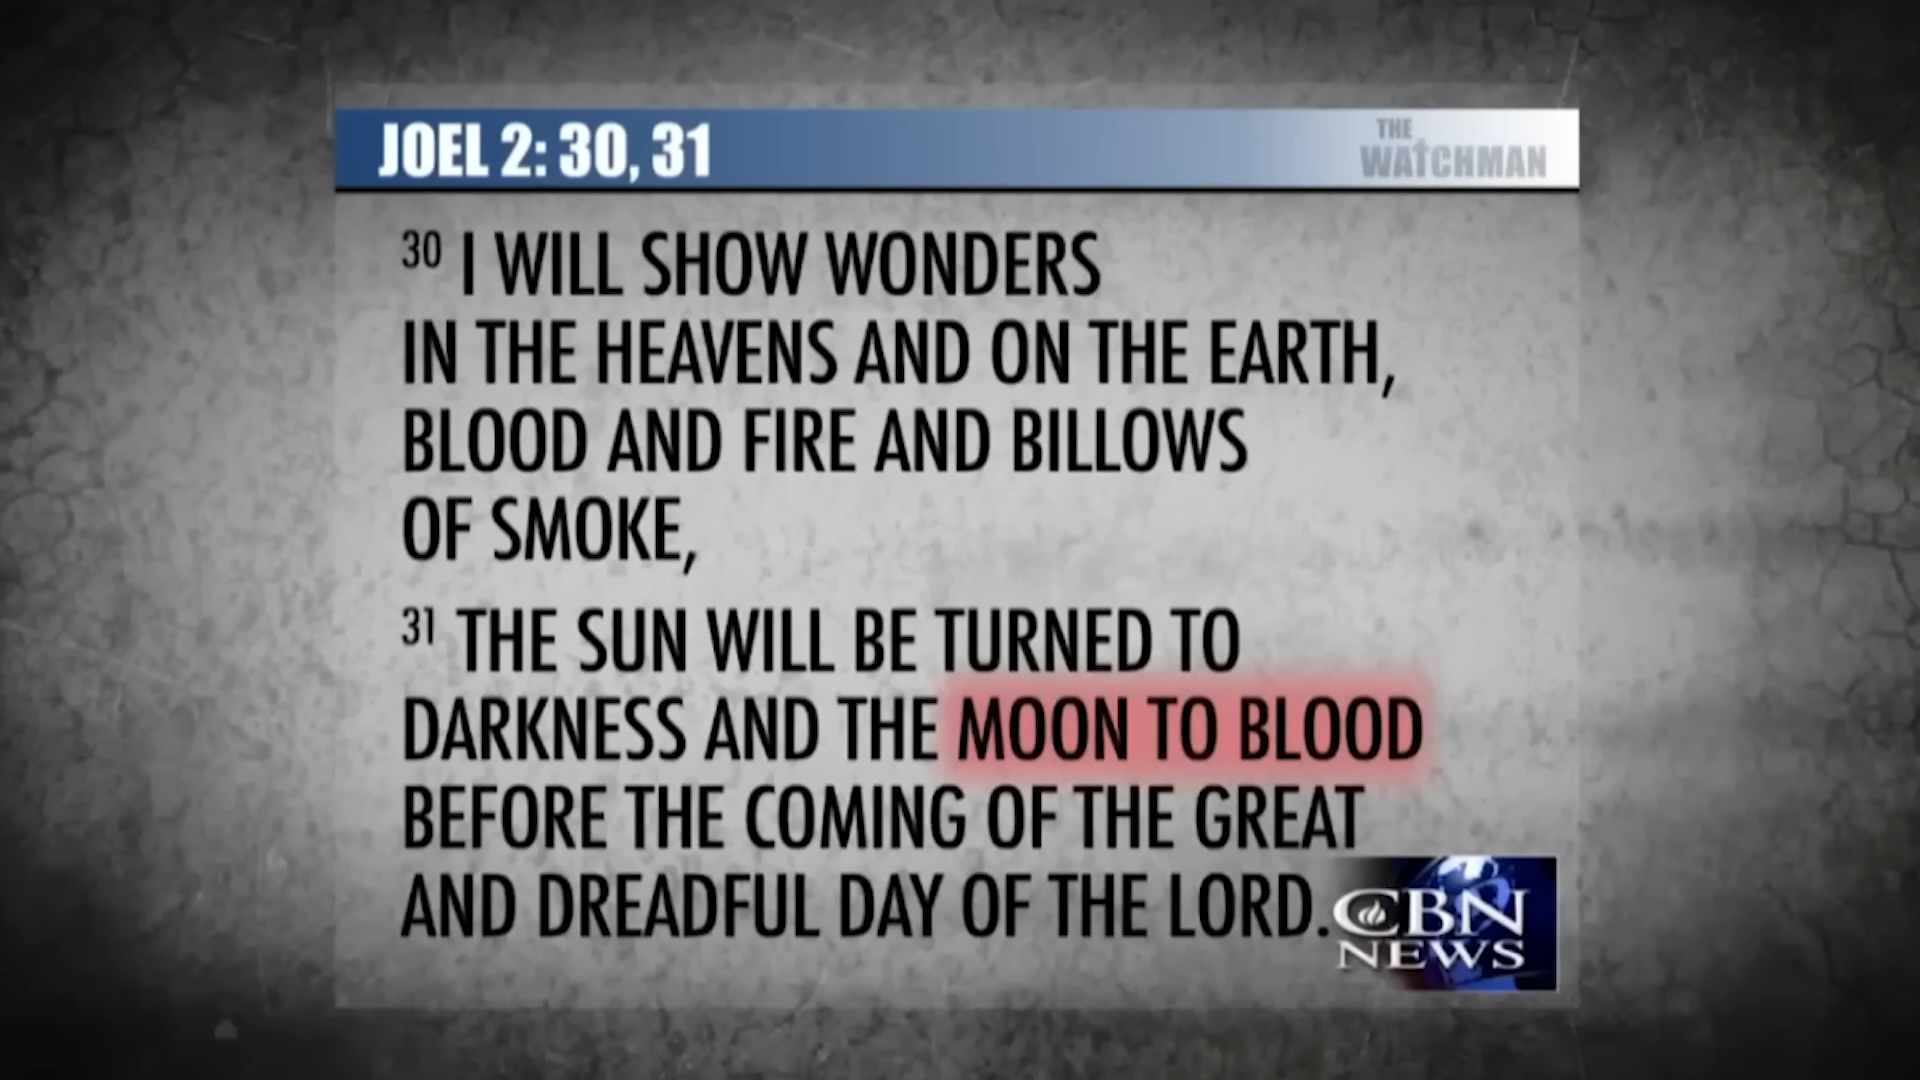 JOEL 2: 30, 31
THE
WATCHMAN
30 I WILL SHOW WONDERS
IN THE HEAVENS AND ON THE EARTH,
BLOOD AND FIRE AND BILLOWS
OF SMOKE,
31 THE SUN WILL BE TURNED TO
DARKNESS AND THE MOON TO BLOOD
BEFORE THE COMING OF THE GREAT
AND DREADFUL DAY OF THE LORD.
CBN
NEWS